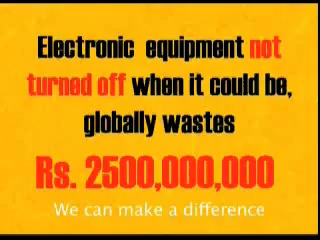 Electronic equipment not
turned off when it could be,
globally wastes
Rs. 2500,000,000
We can make a difference